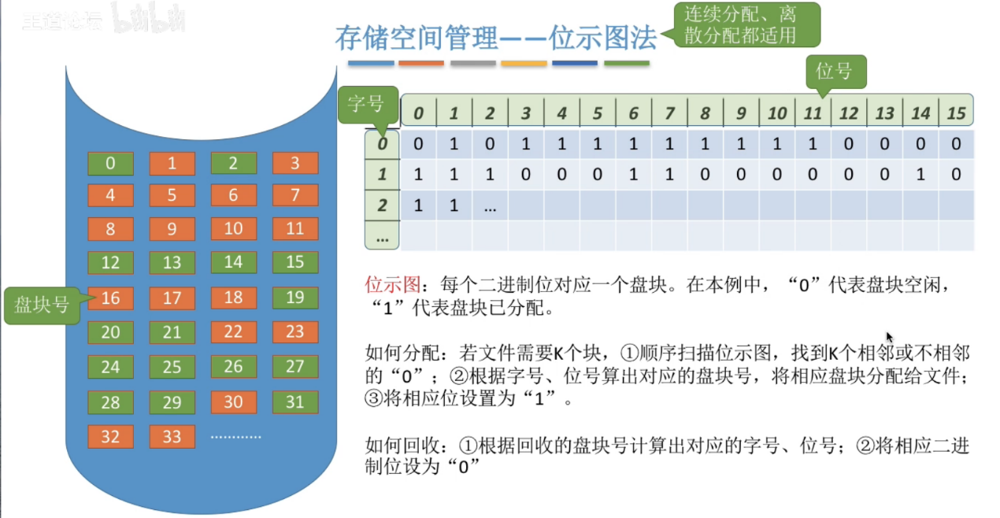 王道论坛 bilibili
连续分配、离
散分配都适用
存储空间管理——位示图法
位号
字号
0 1 2 3 4 5 6 7 8 9 10 11 12 13 14 15
0 0 1 0 1 1 1 1 1 1 1 1 1 0 0 0 0
1 1 1 1 0 0 0 1 1 0 0 0 0 0 0 1 0
2 1 1 …
…
0 1 2 3
4 5 6 7
8 9 10 11
12 13 14 15
盘块号
16 17 18 19
20 21 22 23
24 25 26 27
28 29 30 31
32 33 …………
位示图：每个二进制位对应一个盘块。在本例中，“0”代表盘块空闲，
“1”代表盘块已分配。
如何分配：若文件需要K个块，①顺序扫描位示图，找到K个相邻或不相邻
的“0”；②根据字号、位号算出对应的盘块号，将相应盘块分配给文件；
③将相应位设置为“1”。
如何回收：①根据回收的盘块号计算出对应的字号、位号；②将相应二进
制位设为“0”